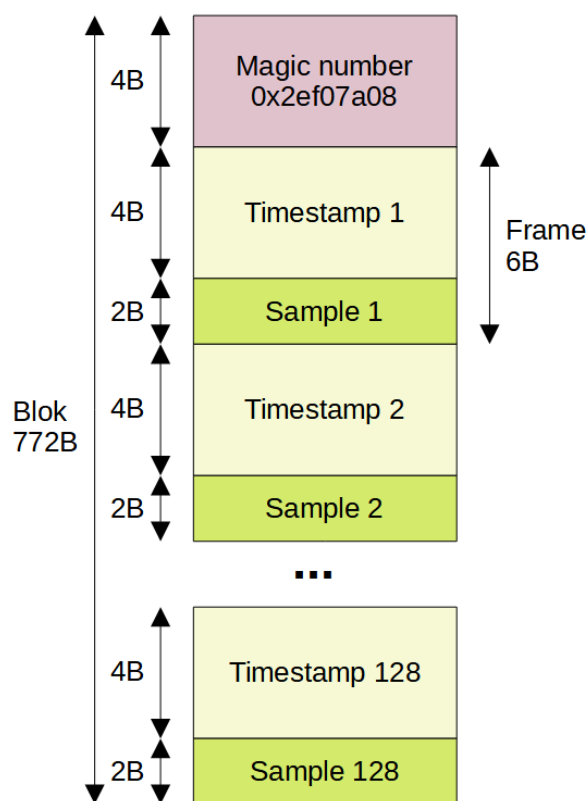 4B
Magic number
0x2ef07a08
4B
Timestamp 1
Frame
6B
2B
Sample 1
Blok
772B
4B
Timestamp 2
2B
Sample 2
...
4B
Timestamp 128
2B
Sample 128